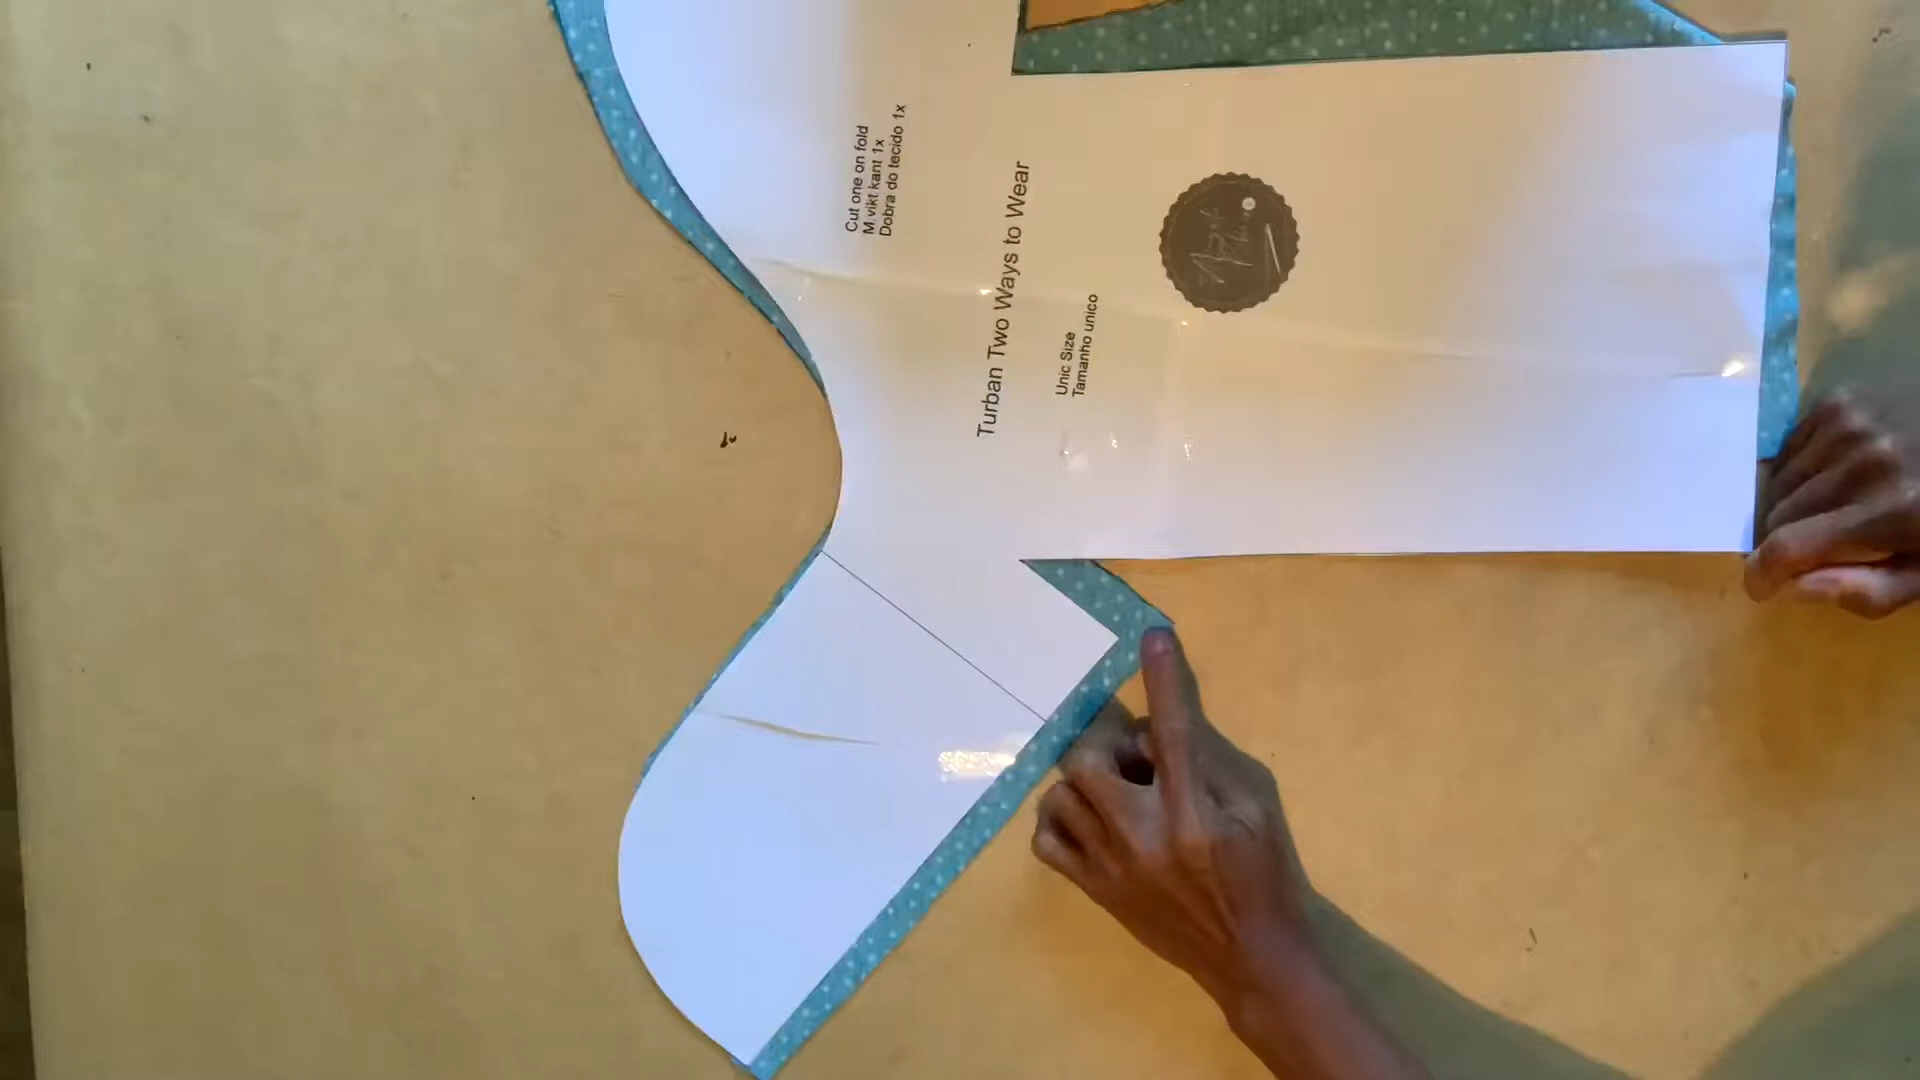 Cut one on fold
M.vikt kant 1x
Dobra do tecido 1x
Turban Two Ways to Wear
Unic Size
Tamanho unico